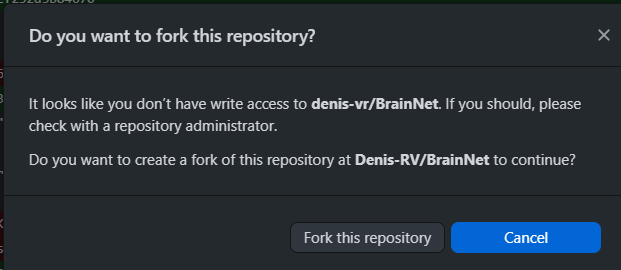 Do you want to fork this repository?
It looks like you don't have write access to denis-vr/BrainNet. If you should, please
check with a repository administrator.
Do you want to create a fork of this repository at Denis-RV/BrainNet to continue?
Fork this repository
Cancel